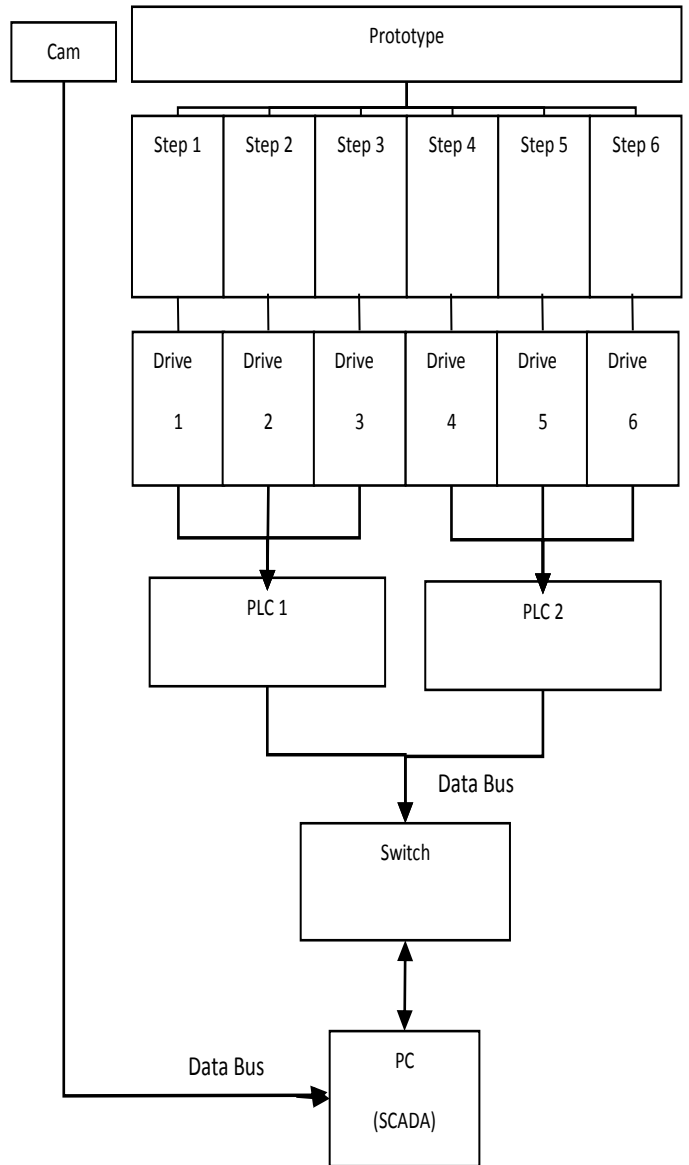 Cam
Prototype
Step 1
Step 2
Step 3
Step 4
Step 5
Step 6
Drive
1
Drive
2
Drive
3
Drive
4
Drive
5
Drive
6
PLC 1
PLC 2
Data Bus
Switch
Data Bus
PC
(SCADA)